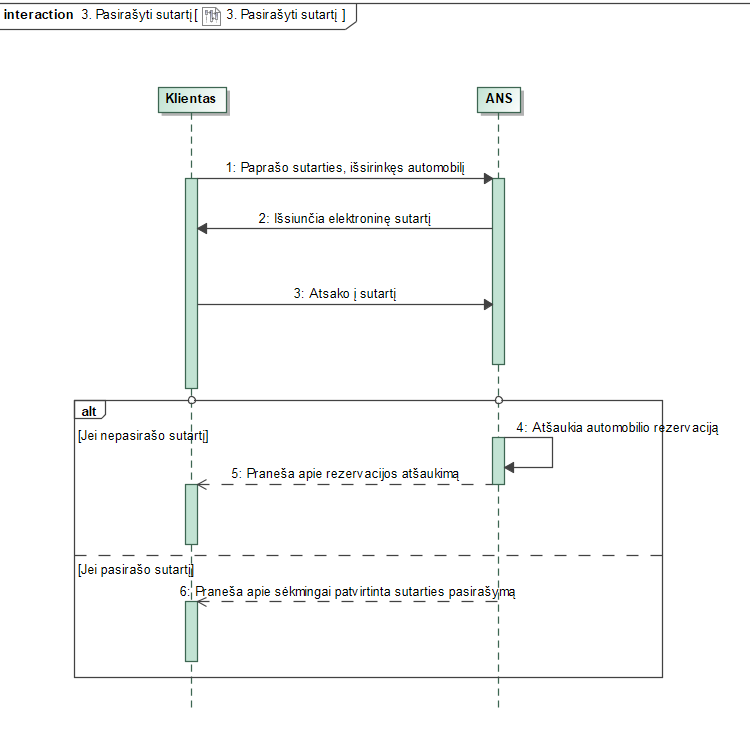 interaction 3. Pasirašyti sutartį [ 3. Pasirašyti sutartį ]
Klientas
ANS
1: Paprašo sutarties, išsirinkęs automobilį
2: Išsiunčia elektroninę sutartį
3: Atsako į sutartį
alt
4: Atšaukia automobilio rezervaciją
[Jei nepasirašo sutartį]
5: Praneša apie rezervacijos atšaukimą
[Jei pasirašo sutartį]
6: Praneša apie sėkmingai patvirtinta sutarties pasirašymą